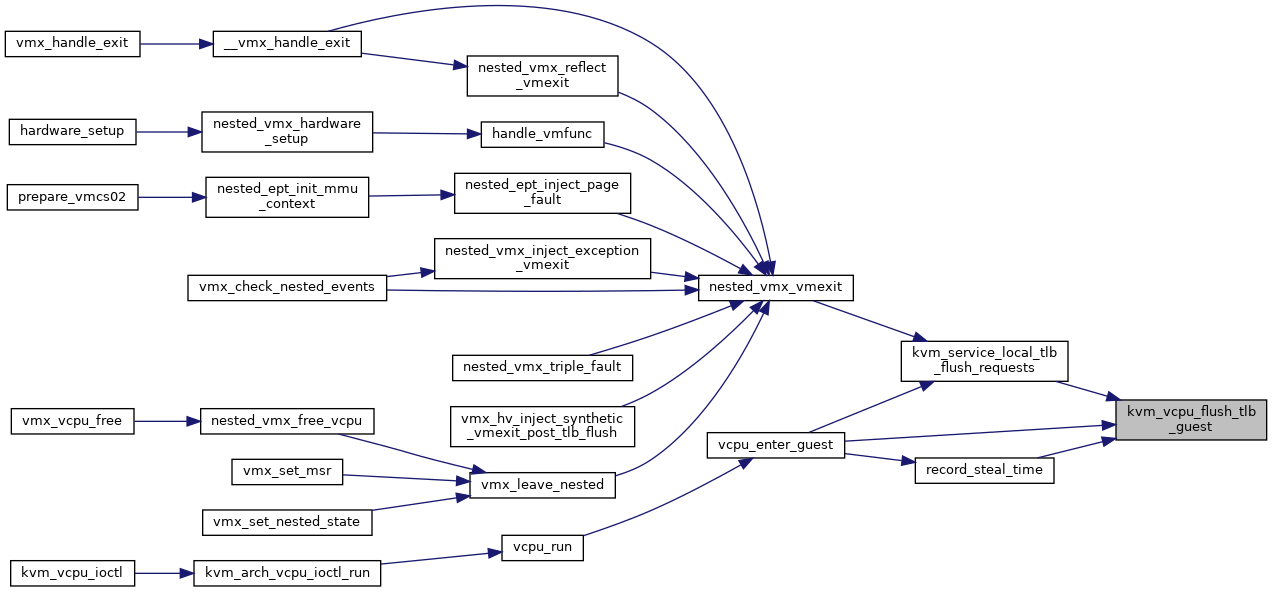 vmx_handle_exit
__vmx_handle_exit
nested_vmx_reflect
_vmexit
hardware_setup
nested_vmx_hardware
_setup
handle_vmfunc
prepare_vmcs02
nested_ept_init_mmu
_context
nested_ept_inject_page
_fault
nested_vmx_inject_exception
_vmexit
vmx_check_nested_events
nested_vmx_vmexit
nested_vmx_triple_fault
kvm_service_local_tlb
_flush_requests
vmx_hv_inject_synthetic
_vmexit_post_tlb_flush
kvm_vcpu_flush_tlb
_guest
vmx_vcpu_free
nested_vmx_free_vcpu
vcpu_enter_guest
record_steal_time
vmx_set_msr
vmx_leave_nested
vmx_set_nested_state
vcpu_run
kvm_vcpu_ioctl
kvm_arch_vcpu_ioctl_run